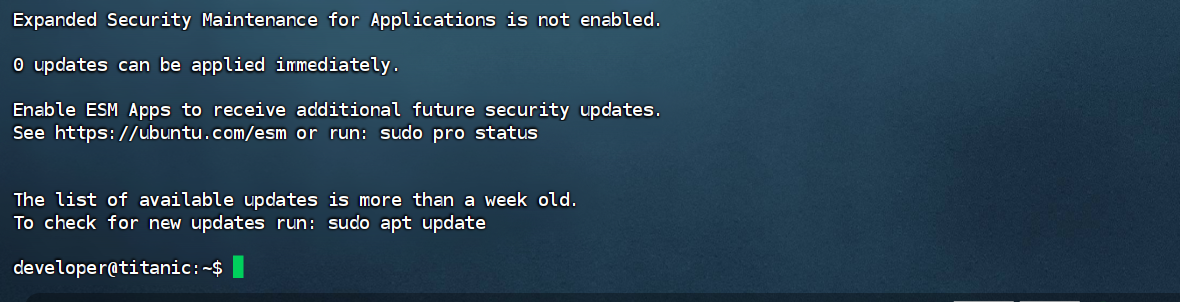 Expanded Security Maintenance for Applications is not enabled.
0 updates can be applied immediately.
Enable ESM Apps to receive additional future security updates.
See https://ubuntu.com/esm or run: sudo pro status
The list of available updates is more than a week old.
To check for new updates run: sudo apt update
developer@titanic:~$